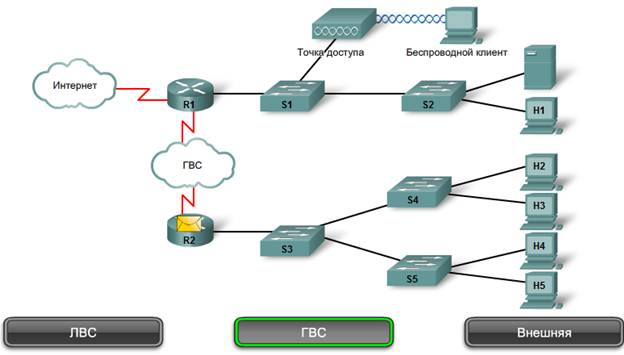 Точка доступа
Беспроводной клиент
Интернет
R1
S1
S2
H1
ГВС
H2
S4
H3
R2
S3
H4
S5
H5
ЛВС
ГВС
Внешняя